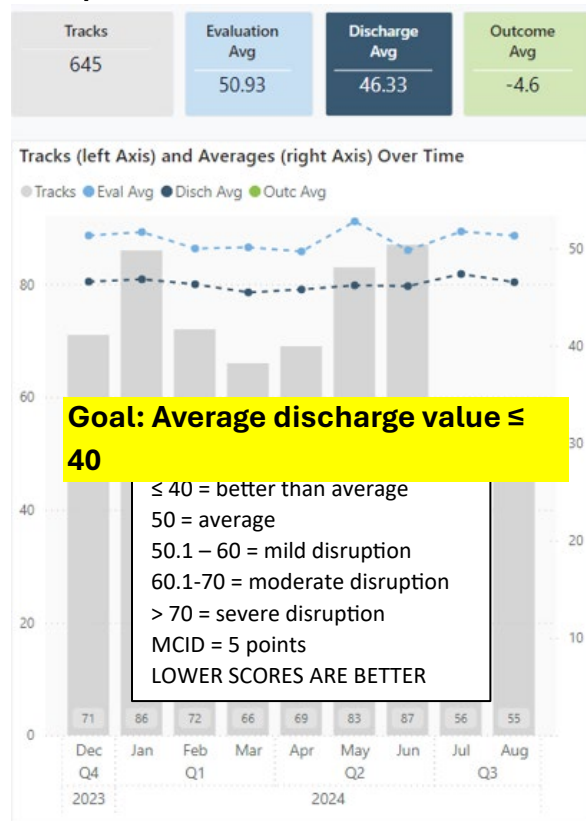 Tracks
645
Evaluation
Avg
50.93
Discharge
Avg
46.33
Outcome
Avg
-4.6
Tracks (left Axis) and Averages (right Axis) Over Time
Tracks Eval Avg Disch Avg Outc Avg
80
60
40
20
0
50
40
30
20
10
Goal: Average discharge value ≤
40
≤ 40 = better than average
50 = average
50.1 – 60 = mild disruption
60.1-70 = moderate disruption
> 70 = severe disruption
MCID = 5 points
LOWER SCORES ARE BETTER
71 86 72 66 69 83 87 56 55
Dec Jan Feb Mar Apr May Jun Jul Aug
Q4 Q1 Q2 Q3
2023 2024